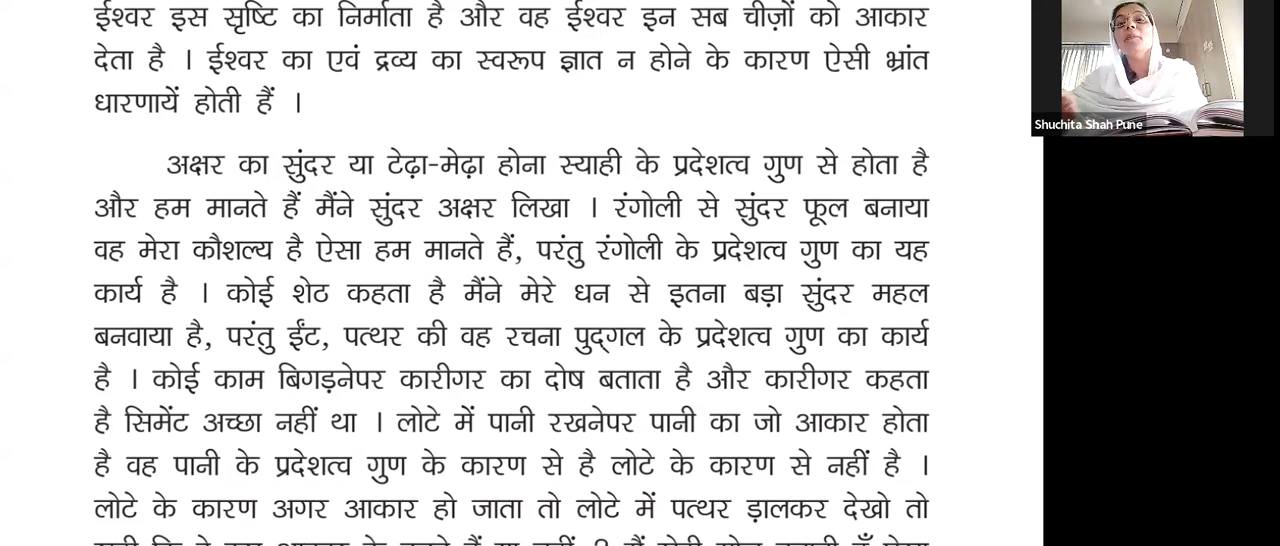 ईश्वर इस सृष्टि का निर्माता है और वह ईश्वर इन सब चीज़ों को आकार
देता है । ईश्वर का एवं द्रव्य का स्वरूप ज्ञात न होने के कारण ऐसी भ्रांत
धारणायें होती हैं ।
अक्षर का सुंदर या टेढ़ा-मेढ़ा होना स्याही के प्रदेशत्व गुण से होता है
और हम मानते हैं मैंने सुंदर अक्षर लिखा । रंगोली से सुंदर फूल बनाया
वह मेरा कौशल्य है ऐसा हम मानते हैं, परंतु रंगोली के प्रदेशत्व गुण का यह
कार्य है । कोई शेठ कहता है मैंने मेरे धन से इतना बड़ा सुंदर महल
बनवाया है, परंतु ईंट, पत्थर की वह रचना पुद्‌गल के प्रदेशत्व गुण का कार्य
है । कोई काम बिगड़नेपर कारीगर का दोष बताता है और कारीगर कहता
है सिमेंट अच्छा नहीं था । लोटे में पानी रखनेपर पानी का जो आकार होता
है वह पानी के प्रदेशत्व गुण के कारण से है लोटे के कारण से नहीं है ।
लोटे के कारण अगर आकार हो जाता तो लोटे में पत्थर ड़ालकर देखो तो
Shuchita Shah Pune